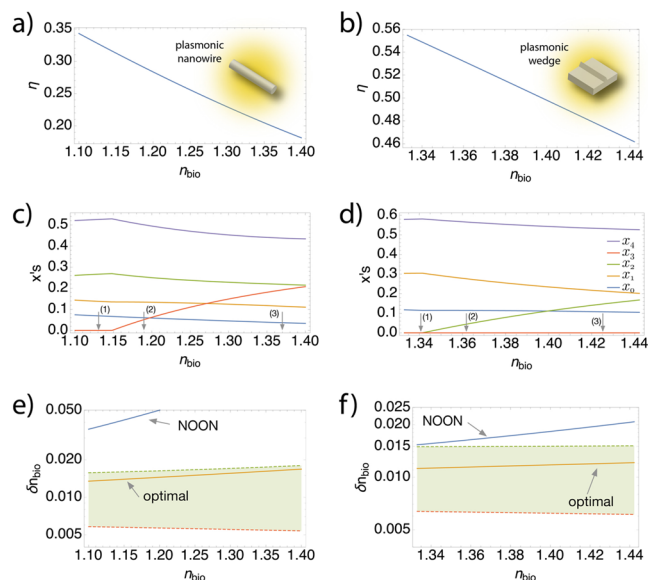 a)
0.35
0.30
0.25
0.20
η
plasmonic
nanowire
1.10 1.15 1.20 1.25 1.30 1.35 1.40
n_bio
b)
0.56
0.54
0.52
0.50
0.48
0.46
η
plasmonic
wedge
1.34 1.36 1.38 1.40 1.42 1.44
n_bio
c)
0.5
0.4
0.3
0.2
0.1
0.0
x's
(1)
(2)
(3)
1.10 1.15 1.20 1.25 1.30 1.35 1.40
n_bio
d)
0.6
0.5
0.4
0.3
0.2
0.1
0.0
x's
x_4
x_3
x_2
x_1
x_0
(1)
(2)
(3)
1.34 1.36 1.38 1.40 1.42 1.44
n_bio
e)
0.050
0.020
0.010
0.005
δn_bio
NOON
optimal
1.10 1.15 1.20 1.25 1.30 1.35 1.40
n_bio
f)
0.025
0.020
0.015
0.010
0.005
δn_bio
NOON
optimal
1.34 1.36 1.38 1.40 1.42 1.44
n_bio